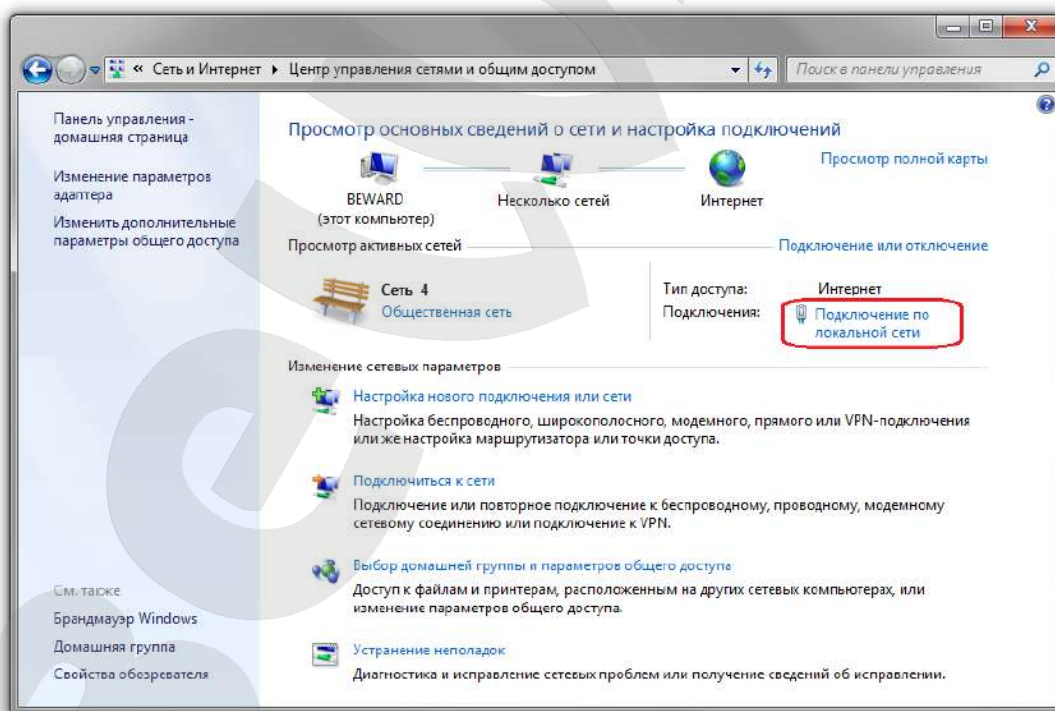 « Сеть и Интернет ▸ Центр управления сетями и общим доступом
Поиск в панели управления
Панель управления -
домашняя страница
Изменение параметров
адаптера
Изменить дополнительные
параметры общего доступа
См. также
Брандмауэр Windows
Домашняя группа
Свойства обозревателя
Просмотр основных сведений о сети и настройка подключений
Просмотр полной карты
BEWARD
(этот компьютер)
Несколько сетей
Интернет
Просмотр активных сетей
Подключение или отключение
Сеть 4
Общественная сеть
Тип доступа: Интернет
Подключения: Подключение по
локальной сети
Изменение сетевых параметров
Настройка нового подключения или сети
Настройка беспроводного, широкополосного, модемного, прямого или VPN-подключения
или же настройка маршрутизатора или точки доступа.
Подключиться к сети
Подключение или повторное подключение к беспроводному, проводному, модемному
сетевому соединению или подключение к VPN.
Выбор домашней группы и параметров общего доступа
Доступ к файлам и принтерам, расположенным на других сетевых компьютерах, или
изменение параметров общего доступа.
Устранение неполадок
Диагностика и исправление сетевых проблем или получение сведений об исправлении.